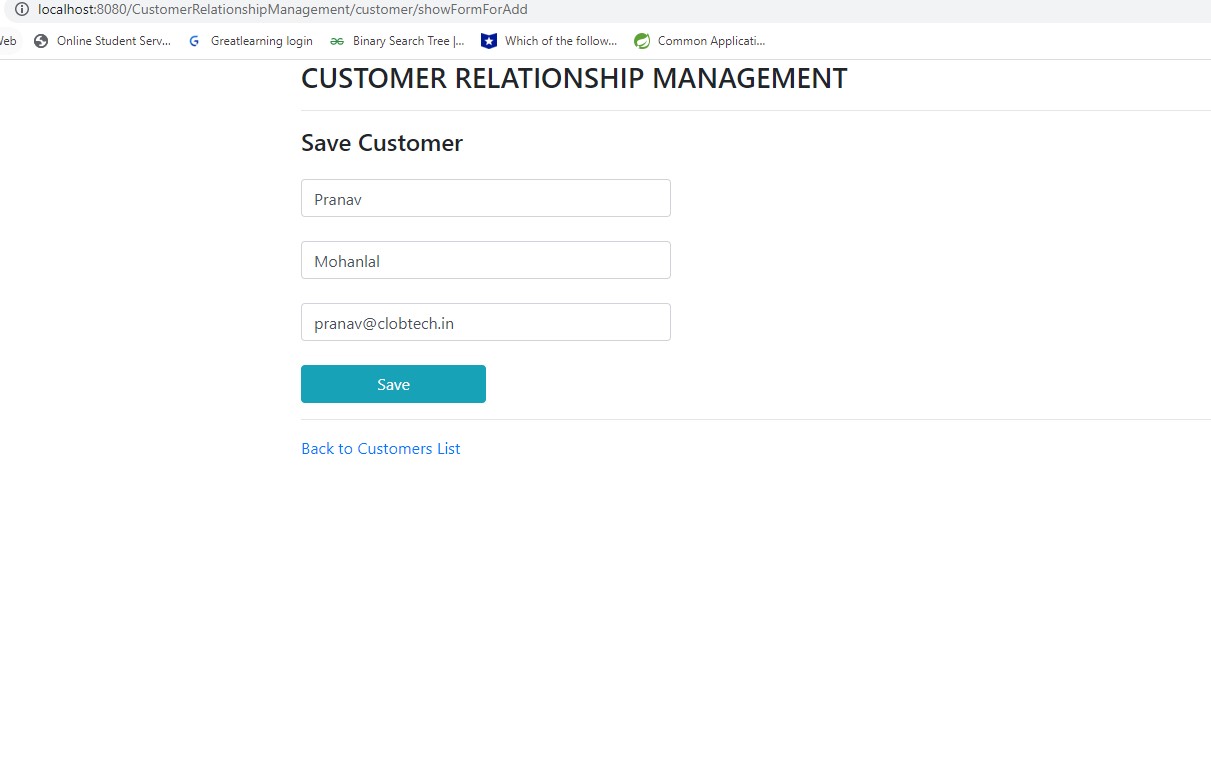 localhost:8080/CustomerRelationshipManagement/customer/showFormForAdd
Online Student Serv... G Greatlearning login Binary Search Tree |... Which of the follow... Common Applicati...
CUSTOMER RELATIONSHIP MANAGEMENT
Save Customer
Pranav
Mohanlal
pranav@clobtech.in
Save
Back to Customers List